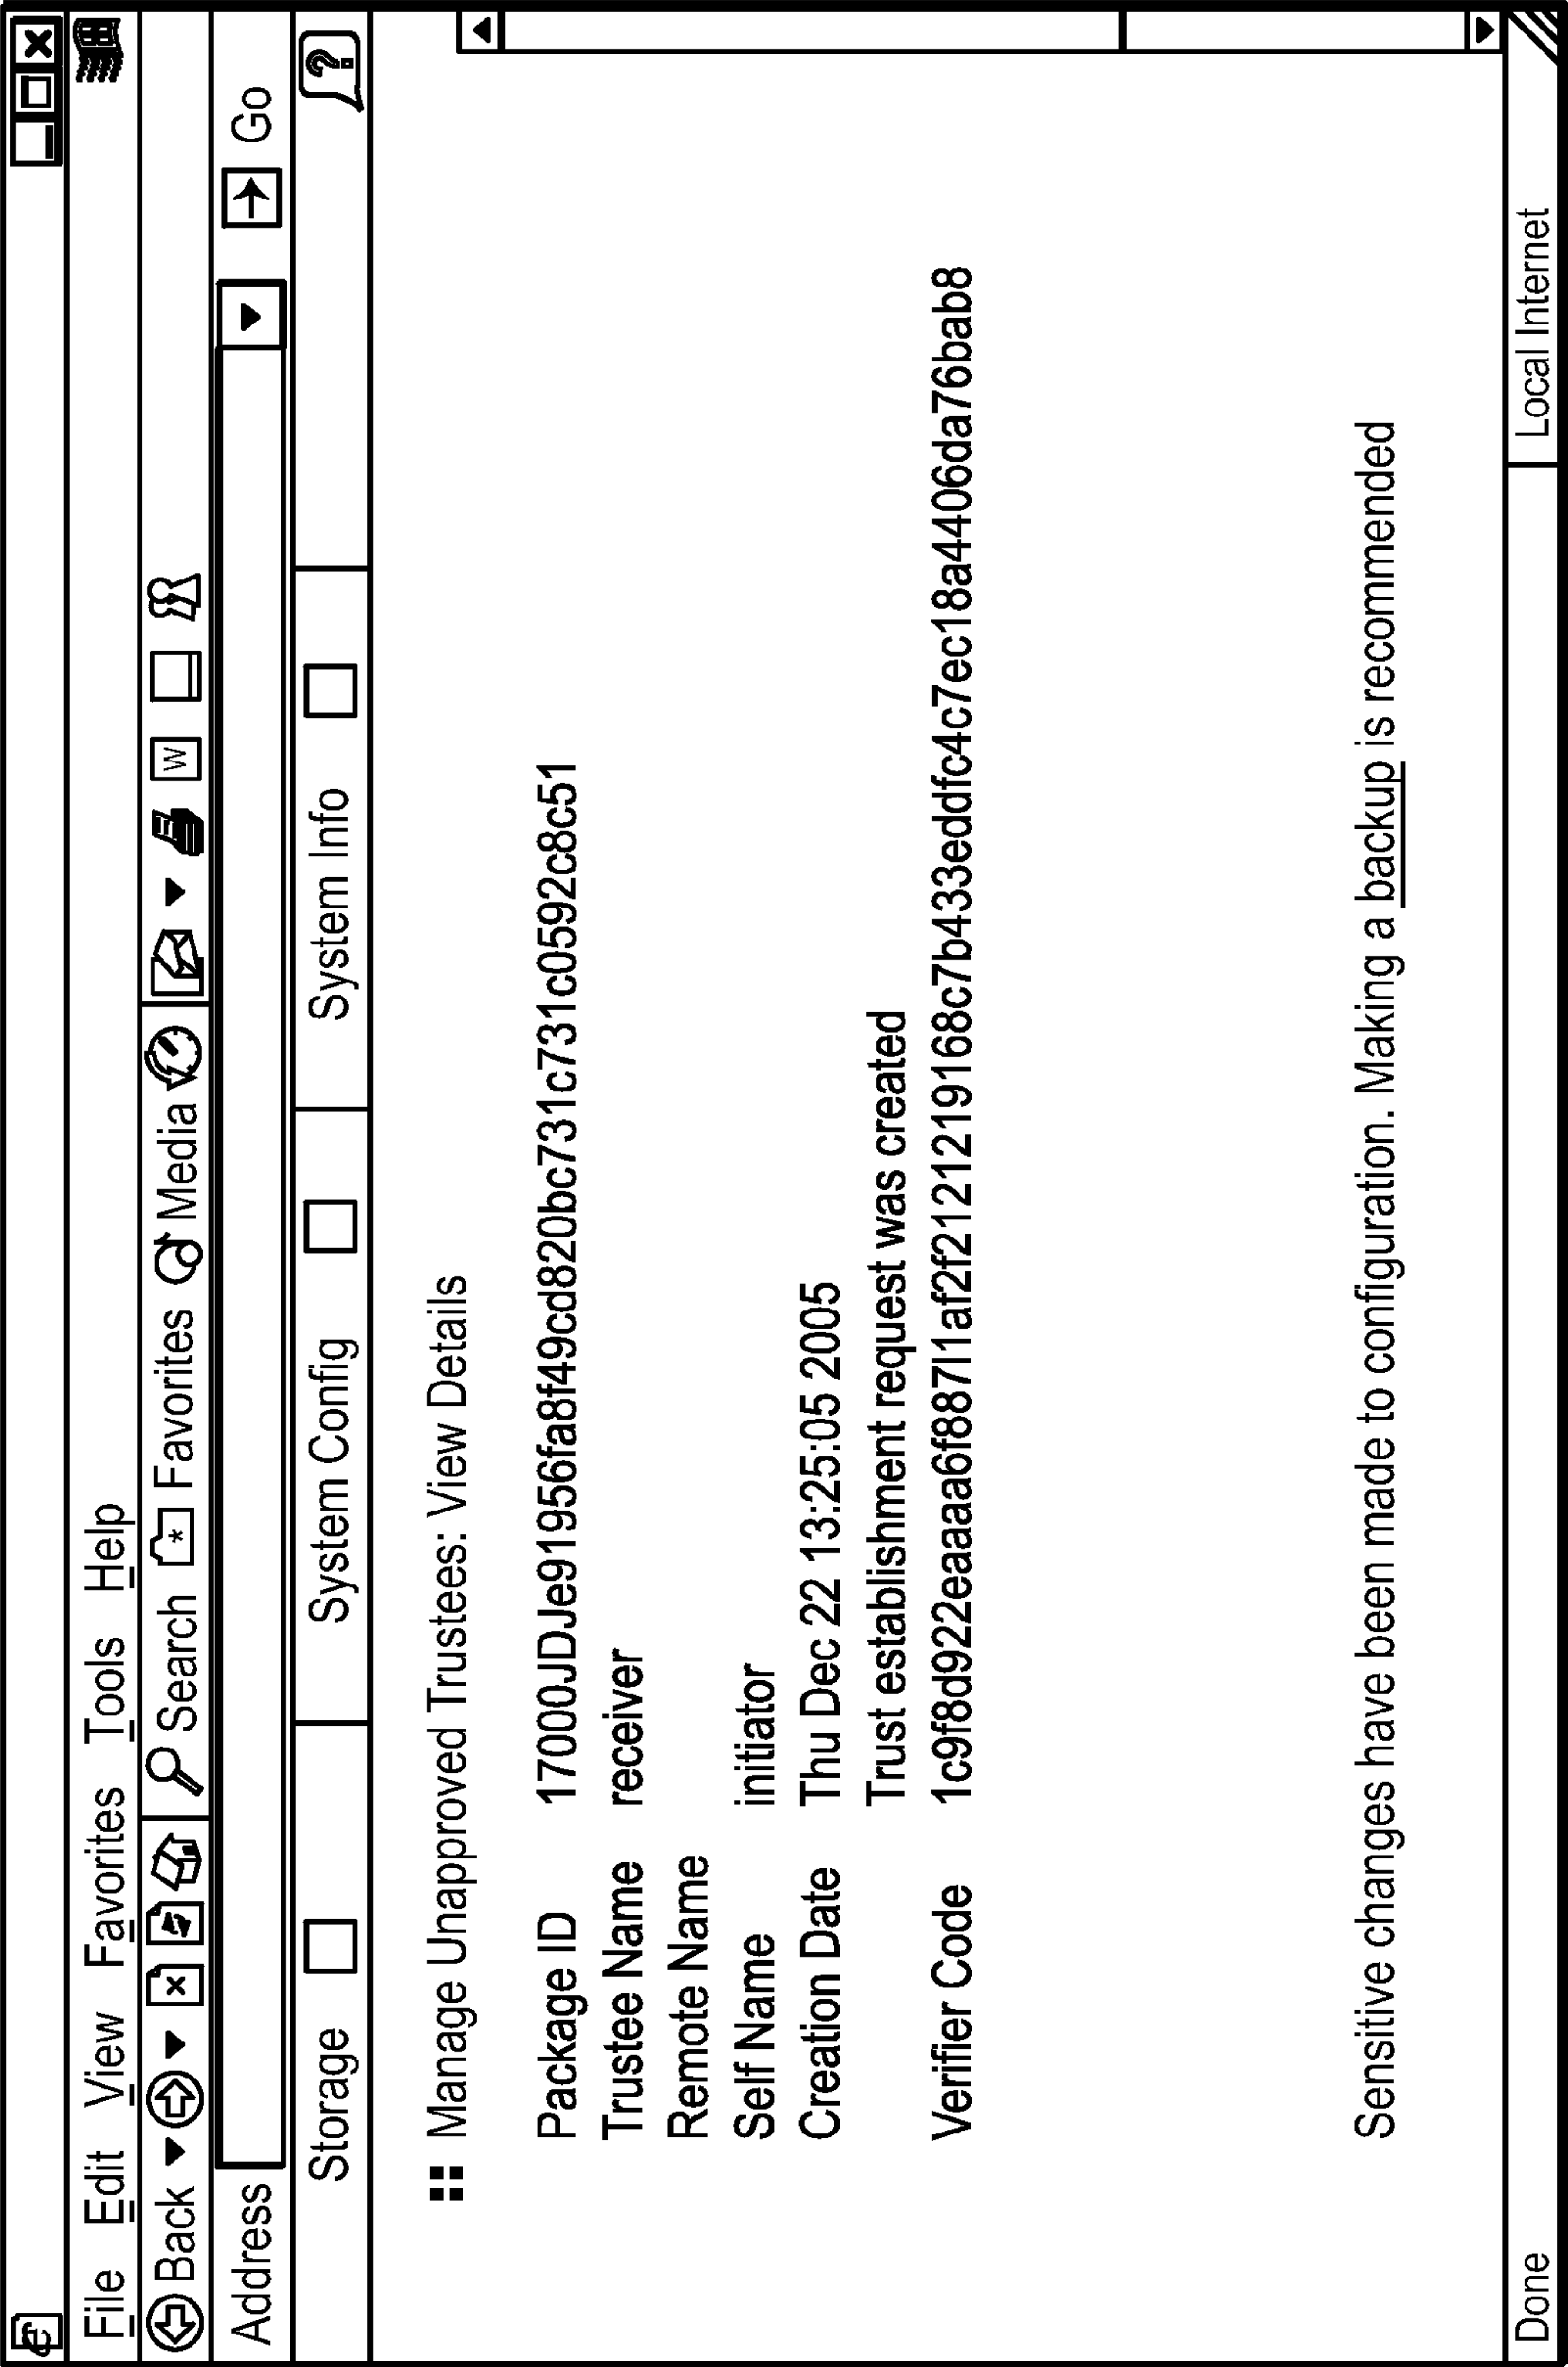 File Edit View Favorites Tools Help
Back Search Favorites Media W
Address Go
Storage System Config System Info ?
Manage Unapproved Trustees: View Details
Package ID 17000JDJe91956fa8f49cd820bc731c731c0592c8c51
Trustee Name receiver
Remote Name
Self Name initiator
Creation Date Thu Dec 22 13:25:05 2005
Trust establishment request was created
Verifier Code 1c9f8d922eaaa6f887l1af2f2121219168c7b433eddfc4c7ec18a4406da76bab8
Sensitive changes have been made to configuration. Making a backup is recommended
Done Local Internet